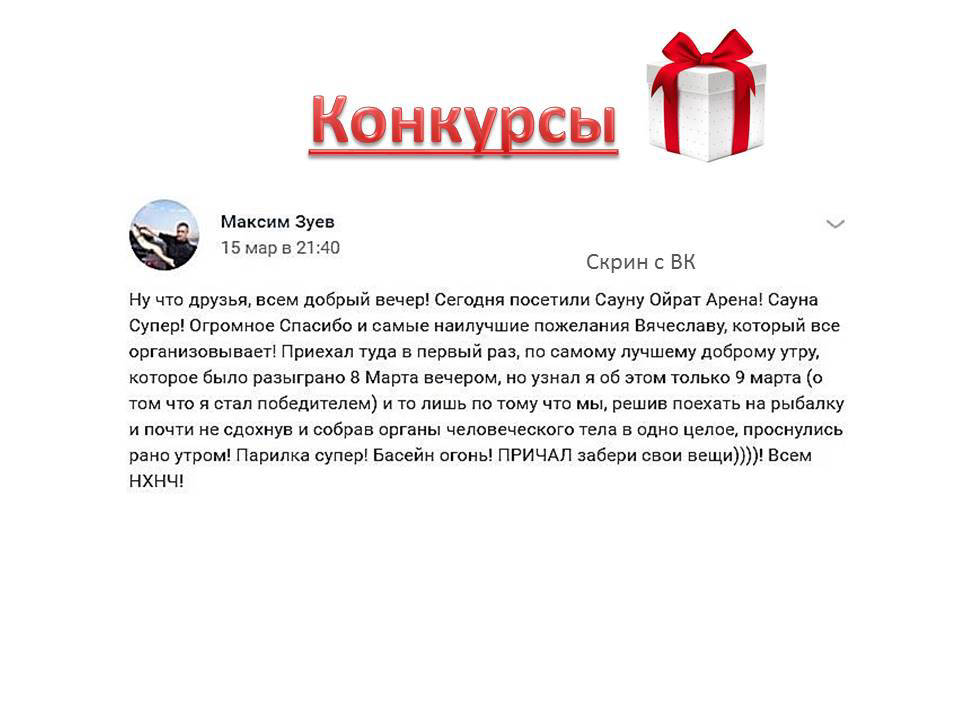 Конкурсы
Максим Зуев
15 мар в 21:40
Скрин с ВК
Ну что друзья, всем добрый вечер! Сегодня посетили Сауну Ойрат Арена! Сауна
Супер! Огромное Спасибо и самые наилучшие пожелания Вячеславу, который все
организовывает! Приехал туда в первый раз, по самому лучшему доброму утру,
которое было разыграно 8 Марта вечером, но узнал я об этом только 9 марта (о
том что я стал победителем) и то лишь по тому что мы, решив поехать на рыбалку
и почти не сдохнув и собрав органы человеческого тела в одно целое, проснулись
рано утром! Парилка супер! Басейн огонь! ПРИЧАЛ забери свои вещи))))! Всем
НХНЧ!